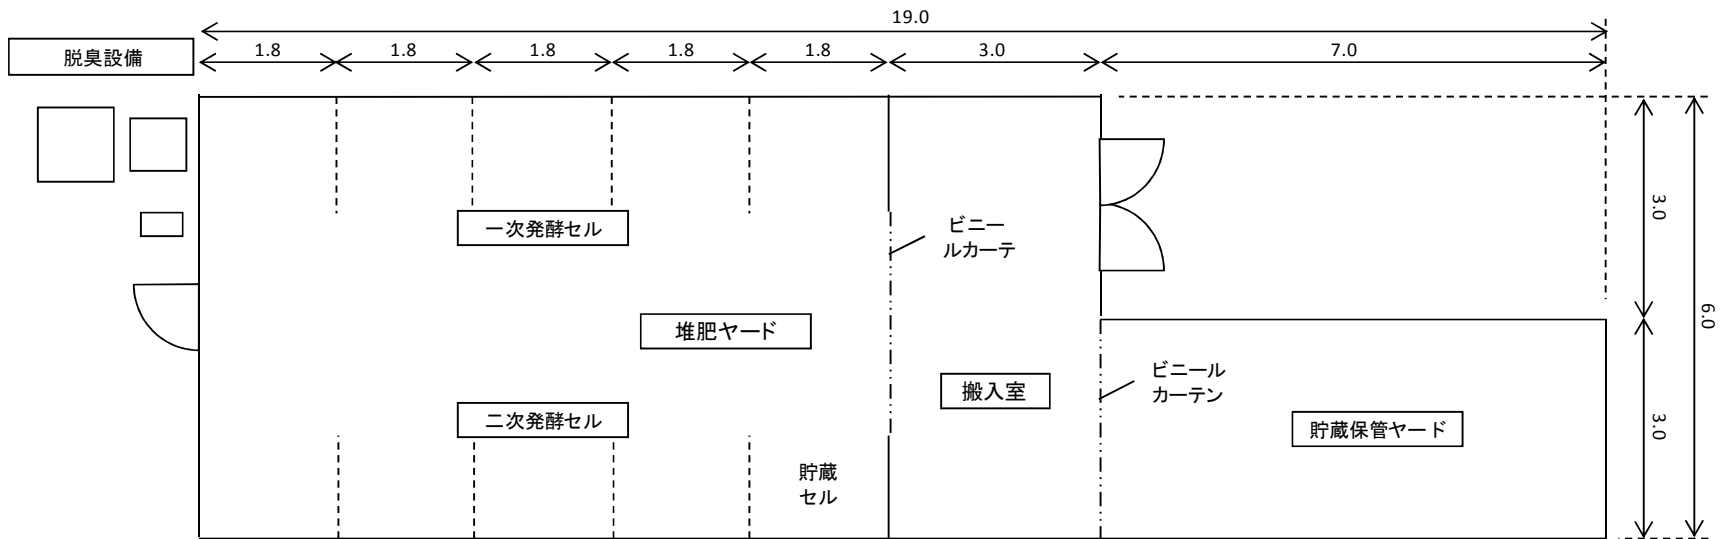 19.0
脱臭設備
1.8
1.8
1.8
1.8
1.8
3.0
7.0
一次発酵セル
ビニー
ルカーテ
3.0
6.0
堆肥ヤード
搬入室
ビニール
カーテン
二次発酵セル
貯蔵保管ヤード
3.0
貯蔵
セル